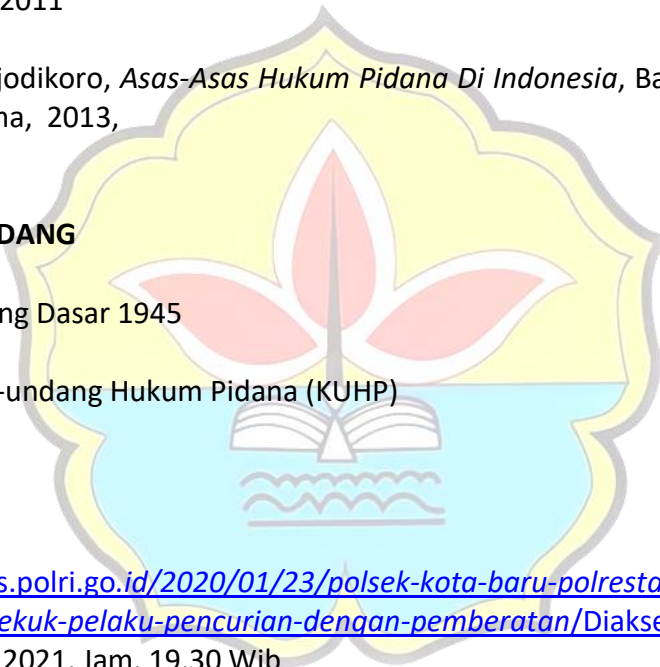 2011
jodikoro, Asas-Asas Hukum Pidana Di Indonesia, Ba
na, 2013,
DANG
ng Dasar 1945
-undang Hukum Pidana (KUHP)
s.polri.go.id/2020/01/23/polsek-kota-baru-polresta
ekuk-pelaku-pencurian-dengan-pemberatan/Diakse
2021, Jam, 19.30 Wib